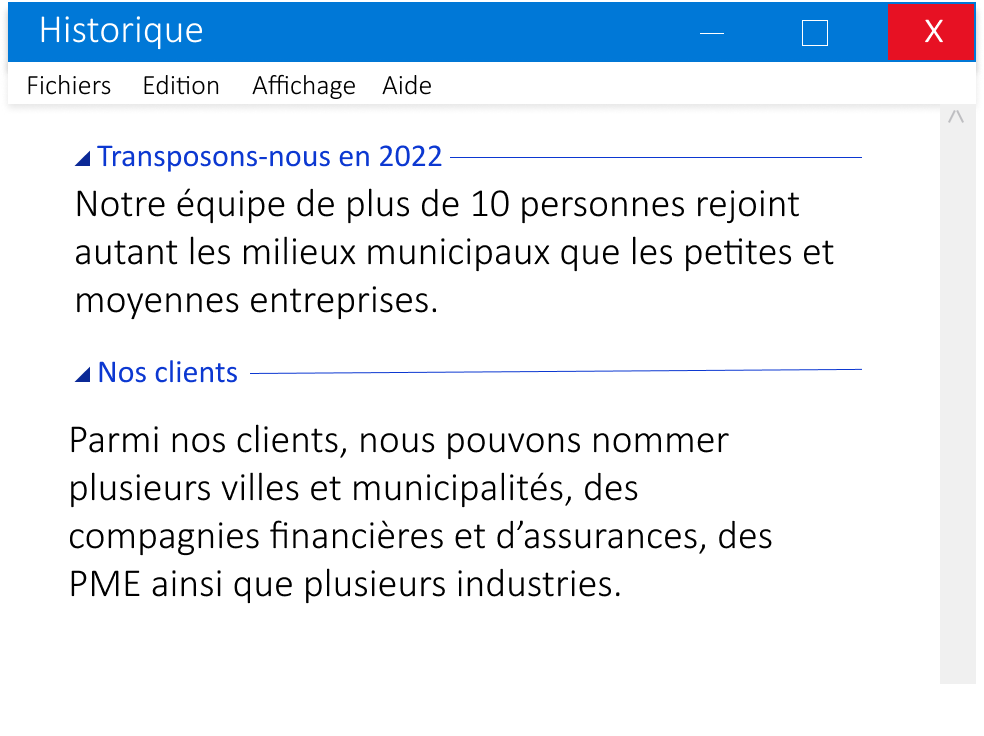 Historique
X
Fichiers Edition Affichage Aide
Transposons-nous en 2022
Notre équipe de plus de 10 personnes rejoint
autant les milieux municipaux que les petites et
moyennes entreprises.
Nos clients
Parmi nos clients, nous pouvons nommer
plusieurs villes et municipalités, des
compagnies financières et d’assurances, des
PME ainsi que plusieurs industries.